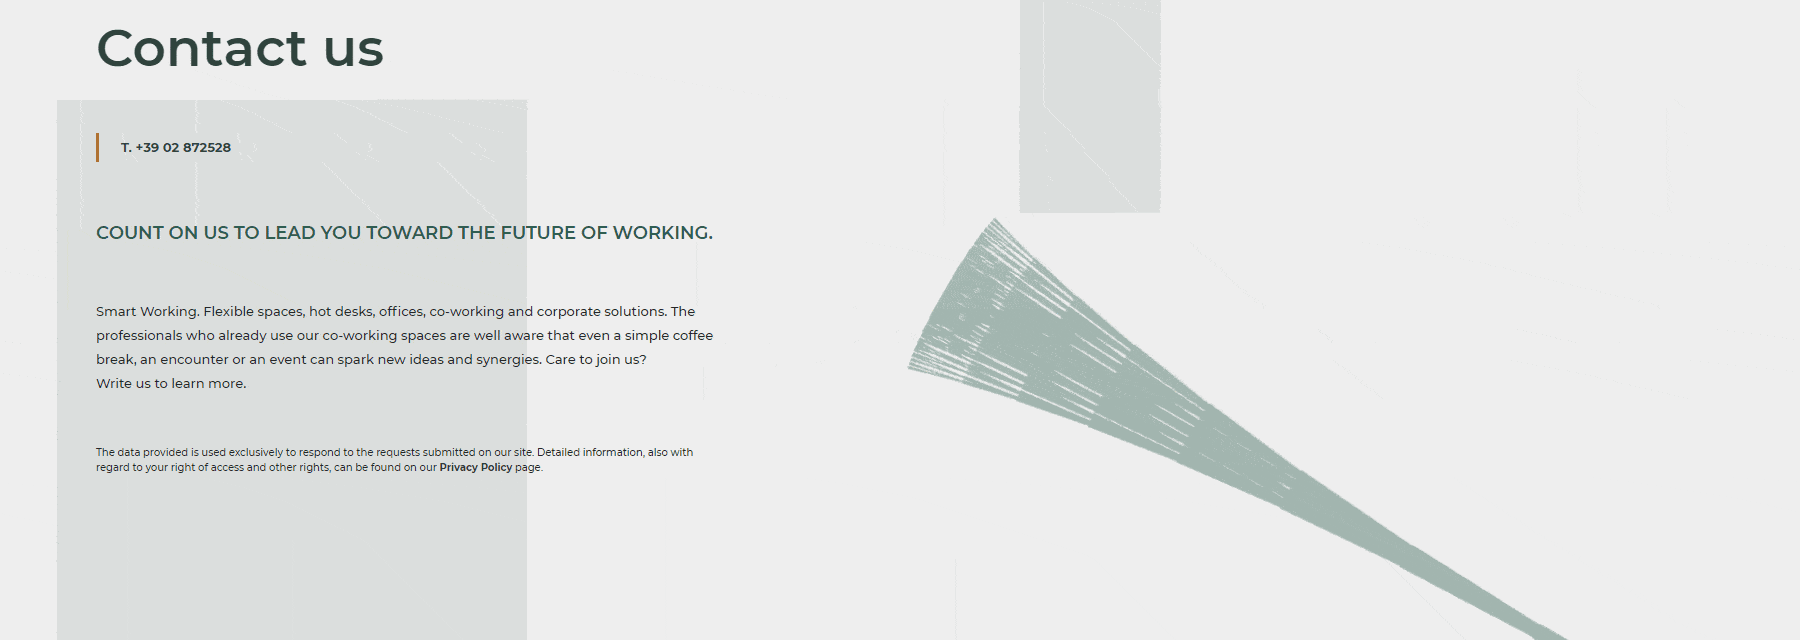 Contact us
T. +39 02 872528
COUNT ON US TO LEAD YOU TOWARD THE FUTURE OF WORKING.
Smart Working. Flexible spaces, hot desks, offices, co-working and corporate solutions. The
professionals who already use our co-working spaces are well aware that even a simple coffee
break, an encounter or an event can spark new ideas and synergies. Care to join us?
Write us to learn more.
The data provided is used exclusively to respond to the requests submitted on our site. Detailed information, also with
regard to your right of access and other rights, can be found on our Privacy Policy page.